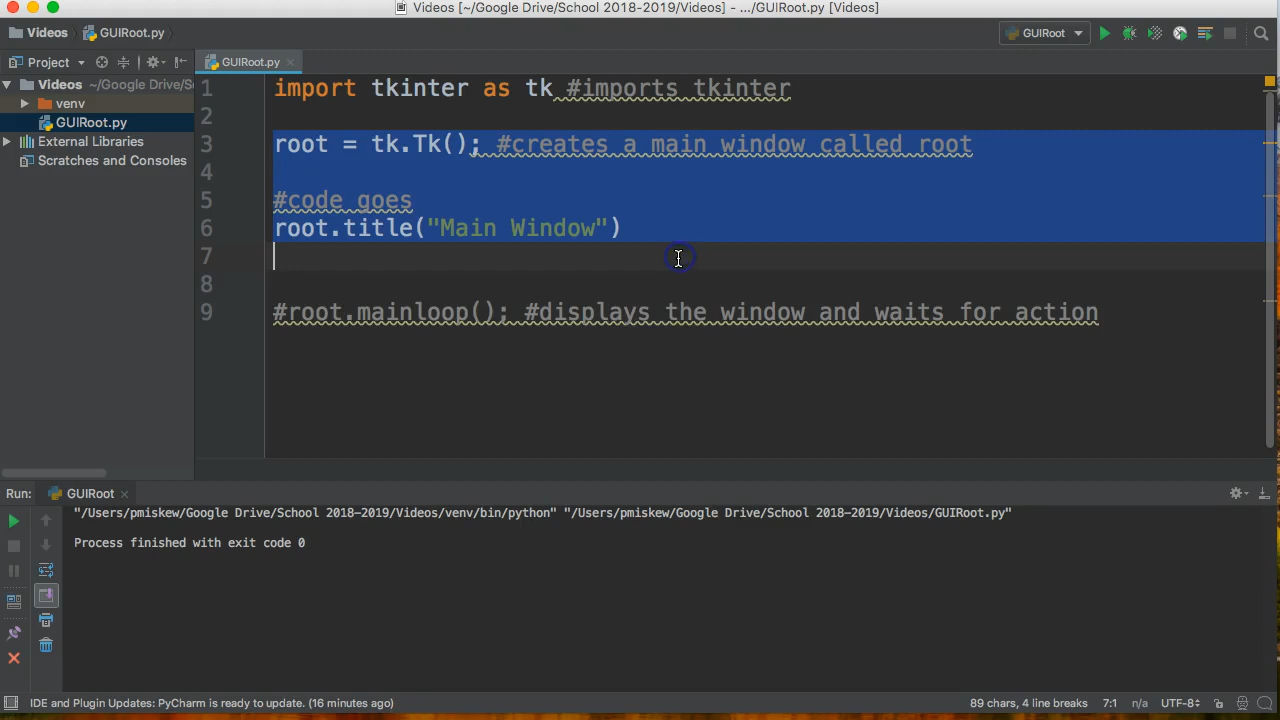 Videos [~/Google Drive/School 2018-2019/Videos] - .../GUIRoot.py [Videos]
Videos GUIRoot.py GUIRoot
Project GUIRoot.py
Videos ~/Google Drive/S
venv
GUIRoot.py
External Libraries
Scratches and Consoles
1 import tkinter as tk #imports tkinter
2
3 root = tk.Tk(); #creates a main window called root
4
5 #code goes
6 root.title("Main Window")
7
8
9 #root.mainloop(); #displays the window and waits for action
Run: GUIRoot
"/Users/pmiskew/Google Drive/School 2018-2019/Videos/venv/bin/python" "/Users/pmiskew/Google Drive/School 2018-2019/Videos/GUIRoot.py"
Process finished with exit code 0
IDE and Plugin Updates: PyCharm is ready to update. (16 minutes ago) 89 chars, 4 line breaks 7:1 n/a UTF-8